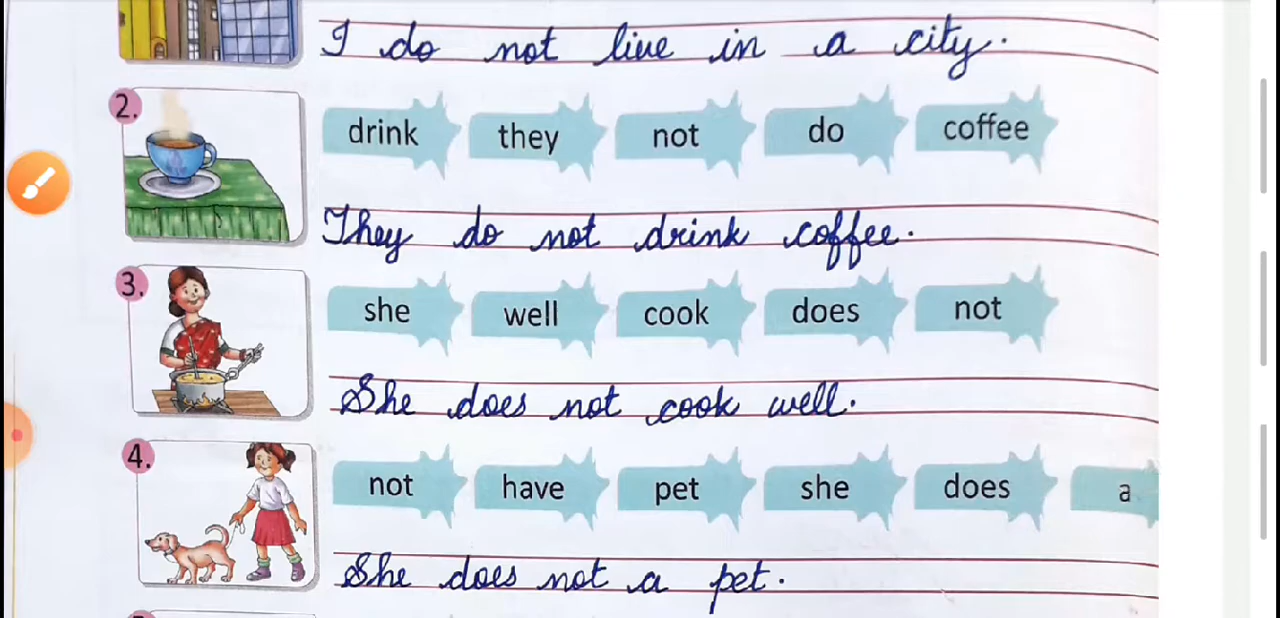 I do not live in a city.
2.
drink they not do coffee
They do not drink coffee.
3.
she well cook does not
She does not cook well.
4.
not have pet she does a
She does not a pet.